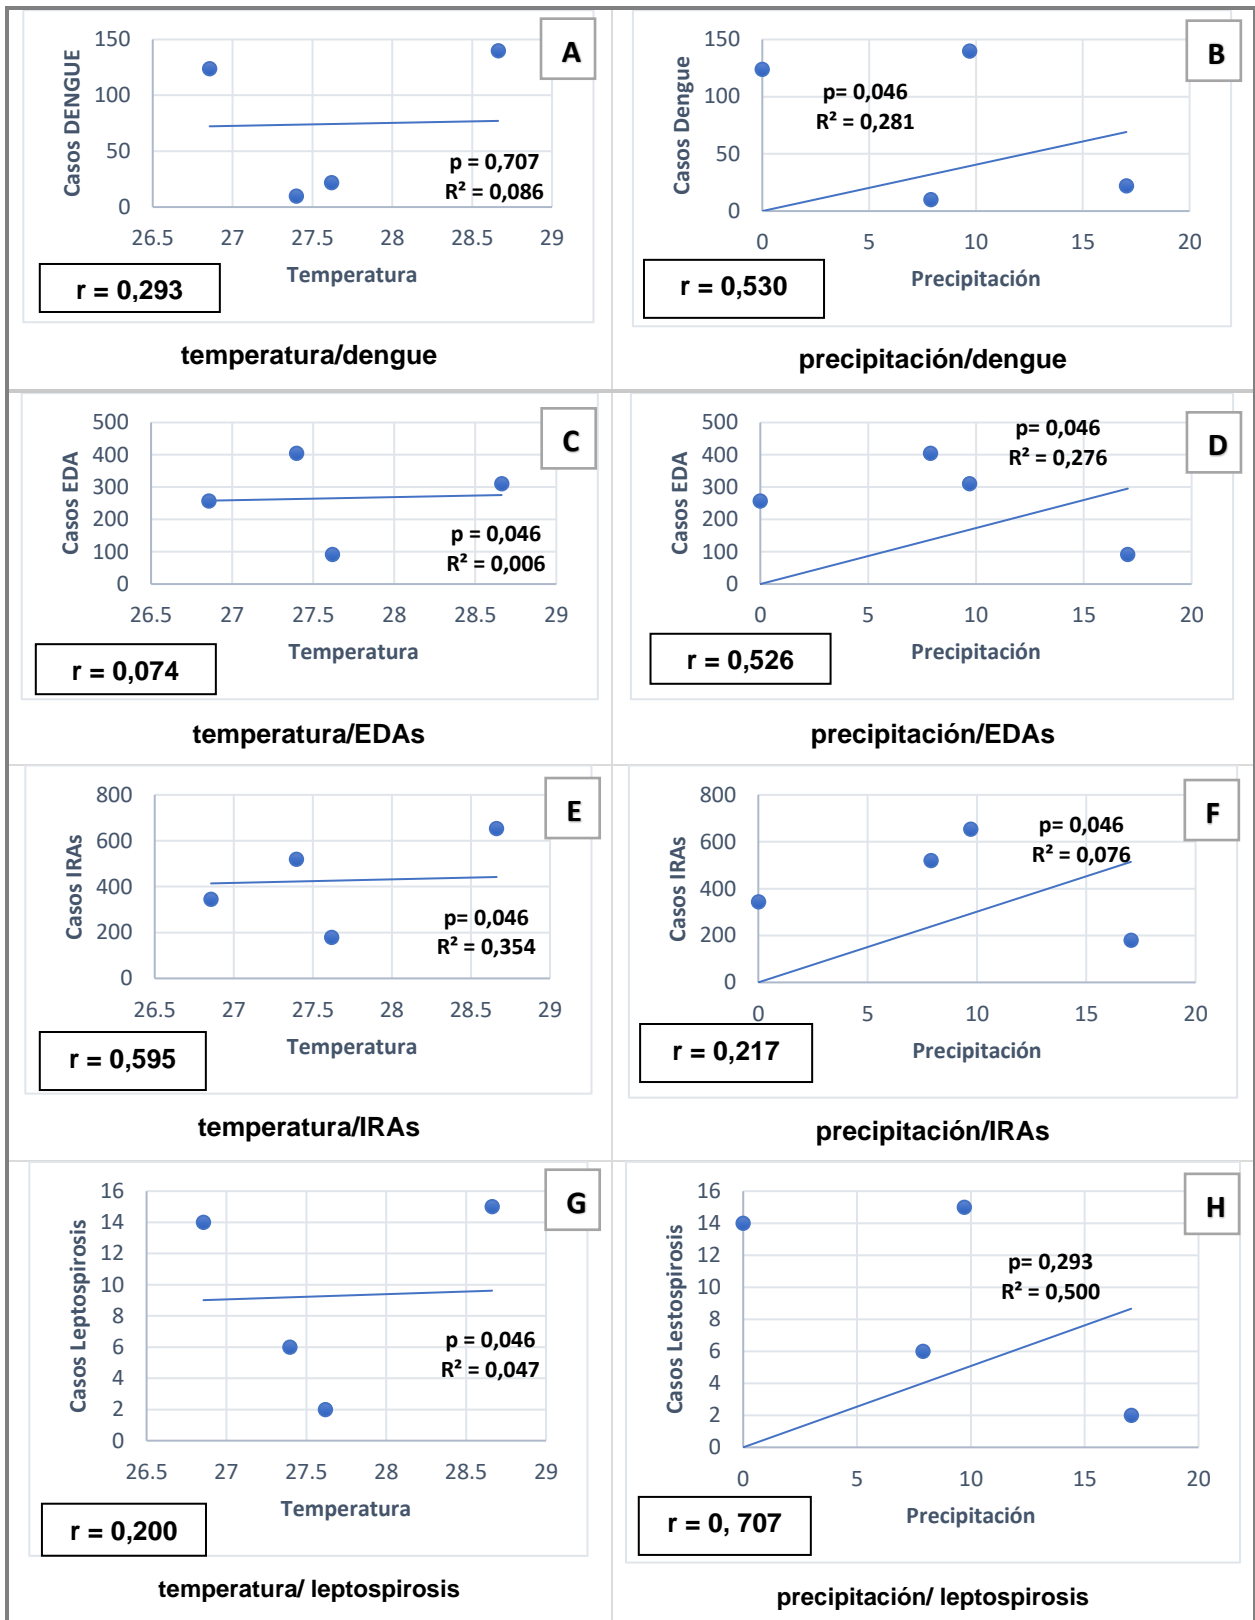 A
Casos DENGUE
150
100
50
0
p = 0,707
R² = 0,086
26.5 27 27.5 28 28.5 29
Temperatura
r = 0,293
temperatura/dengue
B
Casos Dengue
150
100
50
0
p= 0,046
R² = 0,281
0 5 10 15 20
Precipitación
r = 0,530
precipitación/dengue
C
Casos EDA
500
400
300
200
100
0
p = 0,046
R² = 0,006
26.5 27 27.5 28 28.5 29
Temperatura
r = 0,074
temperatura/EDAs
D
Casos EDA
500
400
300
200
100
0
p= 0,046
R² = 0,276
0 5 10 15 20
Precipitación
r = 0,526
precipitación/EDAs
E
Casos IRAs
800
600
400
200
0
p= 0,046
R² = 0,354
26.5 27 27.5 28 28.5 29
Temperatura
r = 0,595
temperatura/IRAs
F
Casos IRAs
800
600
400
200
0
p= 0,046
R² = 0,076
0 5 10 15 20
Precipitación
r = 0,217
precipitación/IRAs
G
Casos Leptospirosis
16
14
12
10
8
6
4
2
0
p = 0,046
R² = 0,047
26.5 27 27.5 28 28.5 29
Temperatura
r = 0,200
temperatura/ leptospirosis
H
Casos Lestospirosis
16
14
12
10
8
6
4
2
0
p= 0,293
R² = 0,500
0 5 10 15 20
Precipitación
r = 0, 707
precipitación/ leptospirosis